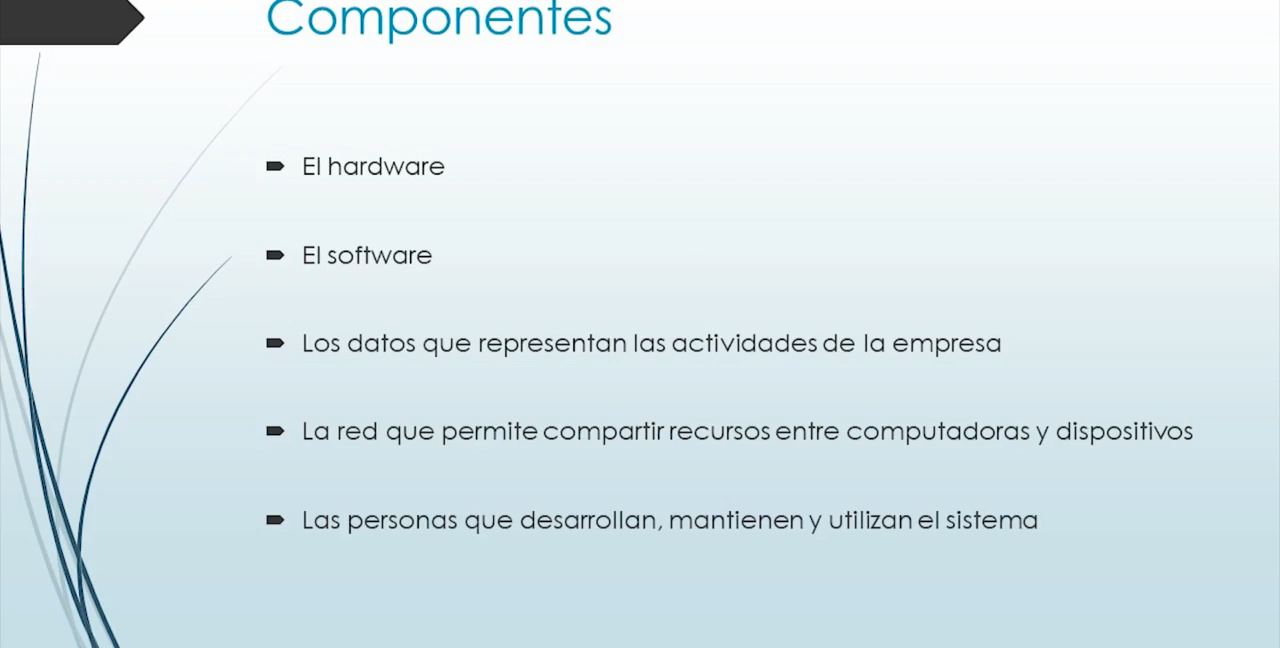 Componentes
El hardware
El software
Los datos que representan las actividades de la empresa
La red que permite compartir recursos entre computadoras y dispositivos
Las personas que desarrollan, mantienen y utilizan el sistema